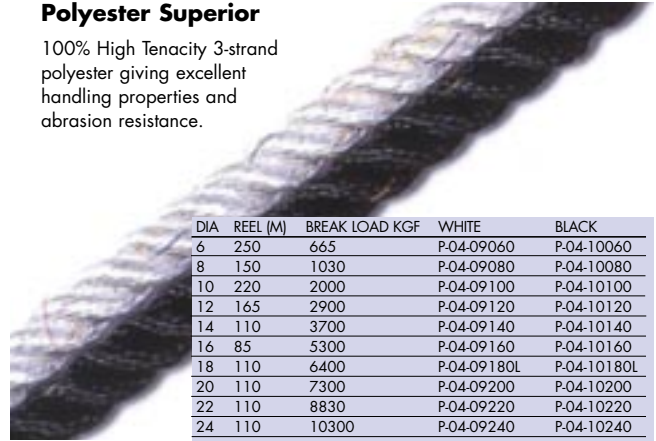 Polyester Superior
100% High Tenacity 3-strand
polyester giving excellent
handling properties and
abrasion resistance.
DIA REEL (M) BREAK LOAD KGF WHITE BLACK
6 250 665 P-04-09060 P-04-10060
8 150 1030 P-04-09080 P-04-10080
10 220 2000 P-04-09100 P-04-10100
12 165 2900 P-04-09120 P-04-10120
14 110 3700 P-04-09140 P-04-10140
16 85 5300 P-04-09160 P-04-10160
18 110 6400 P-04-09180L P-04-10180L
20 110 7300 P-04-09200 P-04-10200
22 110 8830 P-04-09220 P-04-10220
24 110 10300 P-04-09240 P-04-10240